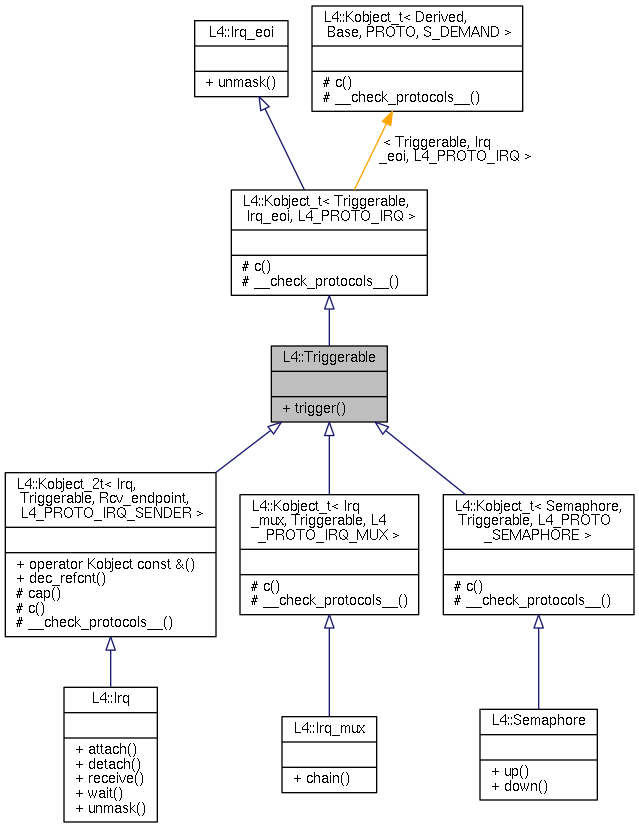 L4::Irq_eoi
+ unmask()
L4::Kobject_t< Derived,
Base, PROTO, S_DEMAND >
# c()
# __check_protocols__()
< Triggerable, Irq
_eoi, L4_PROTO_IRQ >
L4::Kobject_t< Triggerable,
Irq_eoi, L4_PROTO_IRQ >
# c()
# __check_protocols__()
L4::Triggerable
+ trigger()
L4::Kobject_2t< Irq,
Triggerable, Rcv_endpoint,
L4_PROTO_IRQ_SENDER >
+ operator Kobject const &()
+ dec_refcnt()
# cap()
# c()
# __check_protocols__()
L4::Kobject_t< Irq
_mux, Triggerable, L4
_PROTO_IRQ_MUX >
# c()
# __check_protocols__()
L4::Kobject_t< Semaphore,
Triggerable, L4_PROTO
_SEMAPHORE >
# c()
# __check_protocols__()
L4::Irq
+ attach()
+ detach()
+ receive()
+ wait()
+ unmask()
L4::Irq_mux
+ chain()
L4::Semaphore
+ up()
+ down()